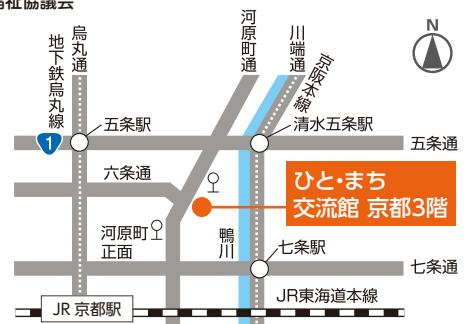 福祉協議会
河原町通
川端通
烏丸通
地下鉄烏丸線
京阪本線
N
1
五条駅
清水五条駅
五条通
六条通
ひと・まち
交流館 京都3階
河原町
正面
鴨川
七条駅
七条通
JR東海道本線
JR 京都駅